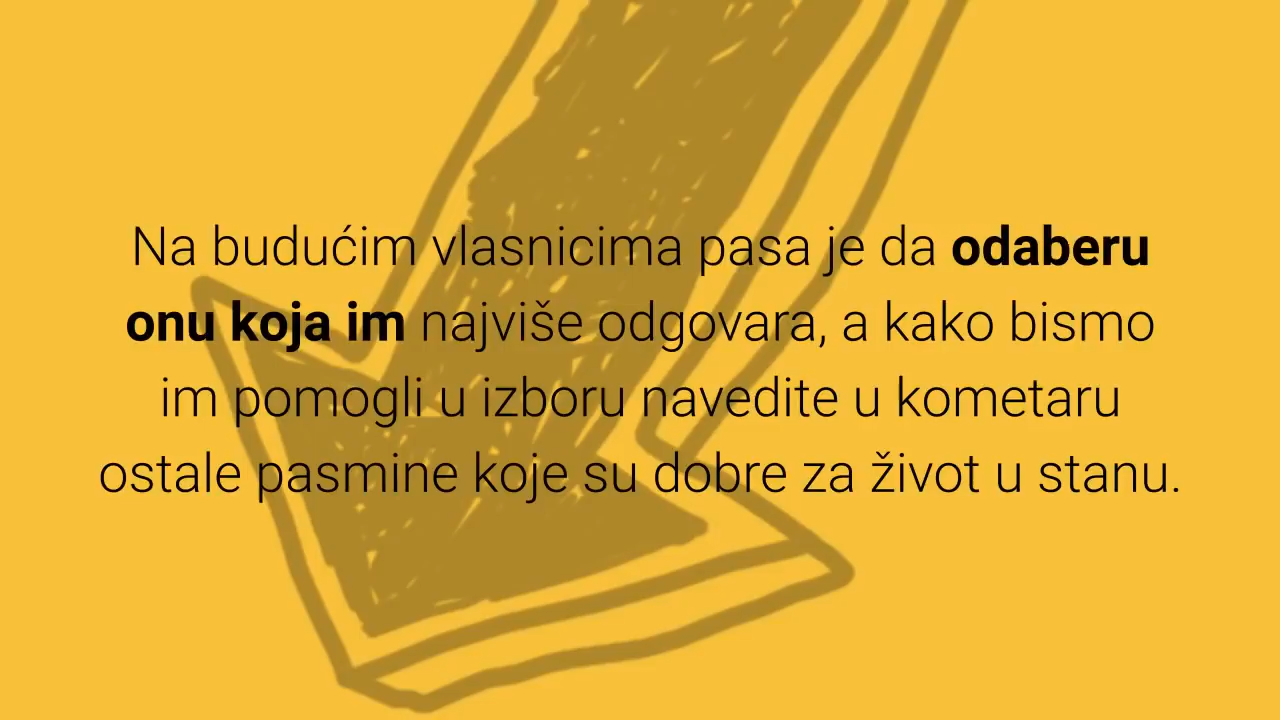 Na budućim vlasnicima pasa je da odaberu
onu koja im najviše odgovara, a kako bismo
im pomogli u izboru navedite u kometaru
ostale pasmine koje su dobre za život u stanu.